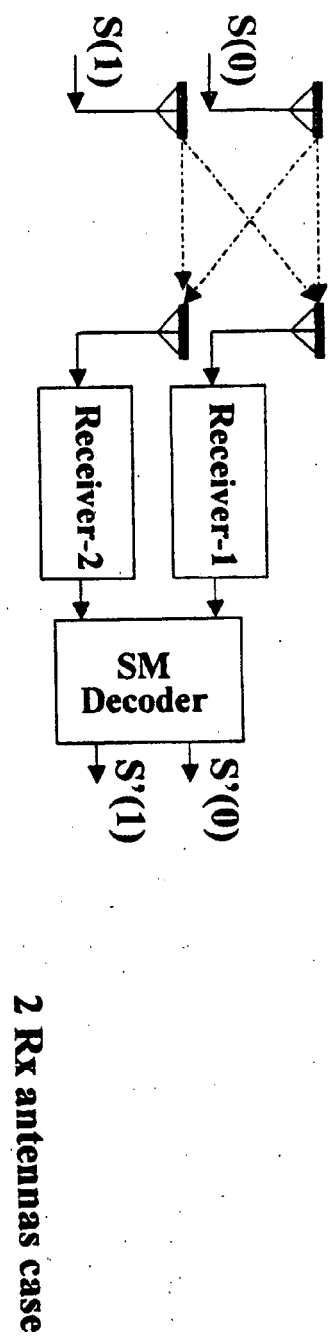 S(0)
S(1)
Receiver-1
Receiver-2
SM
Decoder
S'(0)
S'(1)
2 Rx antennas case